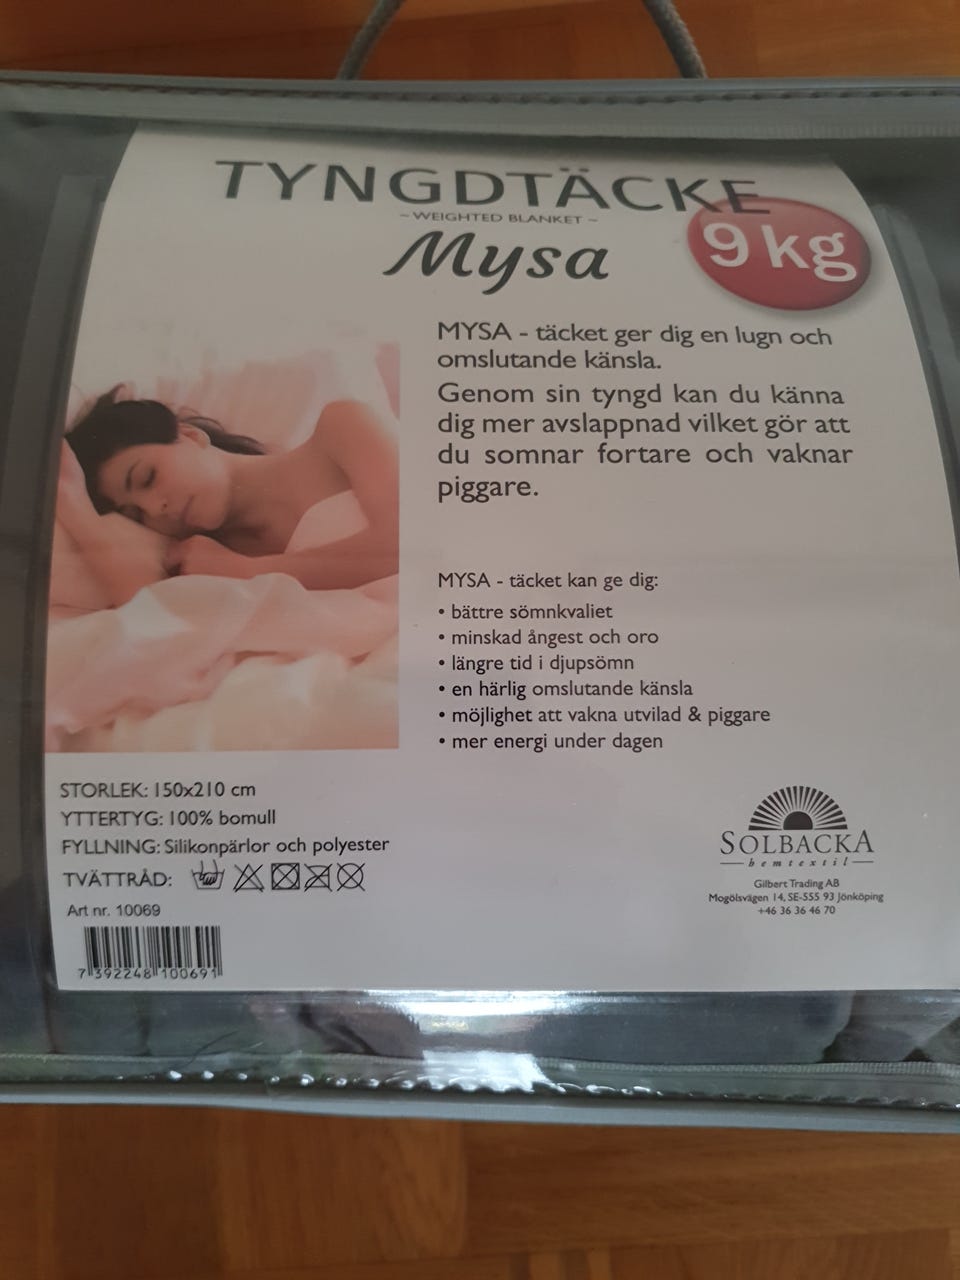 TYNGDTÄCKE
~ WEIGHTED BLANKET ~
Mysa
9 kg
MYSA - täcket ger dig en lugn och
omslutande känsla.
Genom sin tyngd kan du känna
dig mer avslappnad vilket gör att
du somnar fortare och vaknar
piggare.
MYSA - täcket kan ge dig:
• bättre sömnkvaliet
• minskad ångest och oro
• längre tid i djupsömn
• en härlig omslutande känsla
• möjlighet att vakna utvilad & piggare
• mer energi under dagen
STORLEK: 150x210 cm
YTTERTYG: 100% bomull
FYLLNING: Silikonpärlor och polyester
TVÄTTRÅD:
Art nr. 10069
7 392248 100691
SOLBACKA
hemtextil
Gilbert Trading AB
Mogölsvägen 14, SE-555 93 Jönköping
+46 36 36 46 70